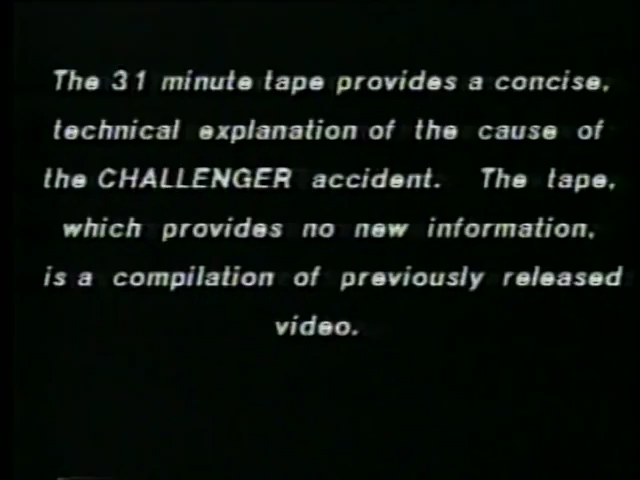 The 31 minute tape provides a concise,
technical explanation of the cause of
the CHALLENGER accident. The tape,
which provides no new information,
is a compilation of previously released
video.